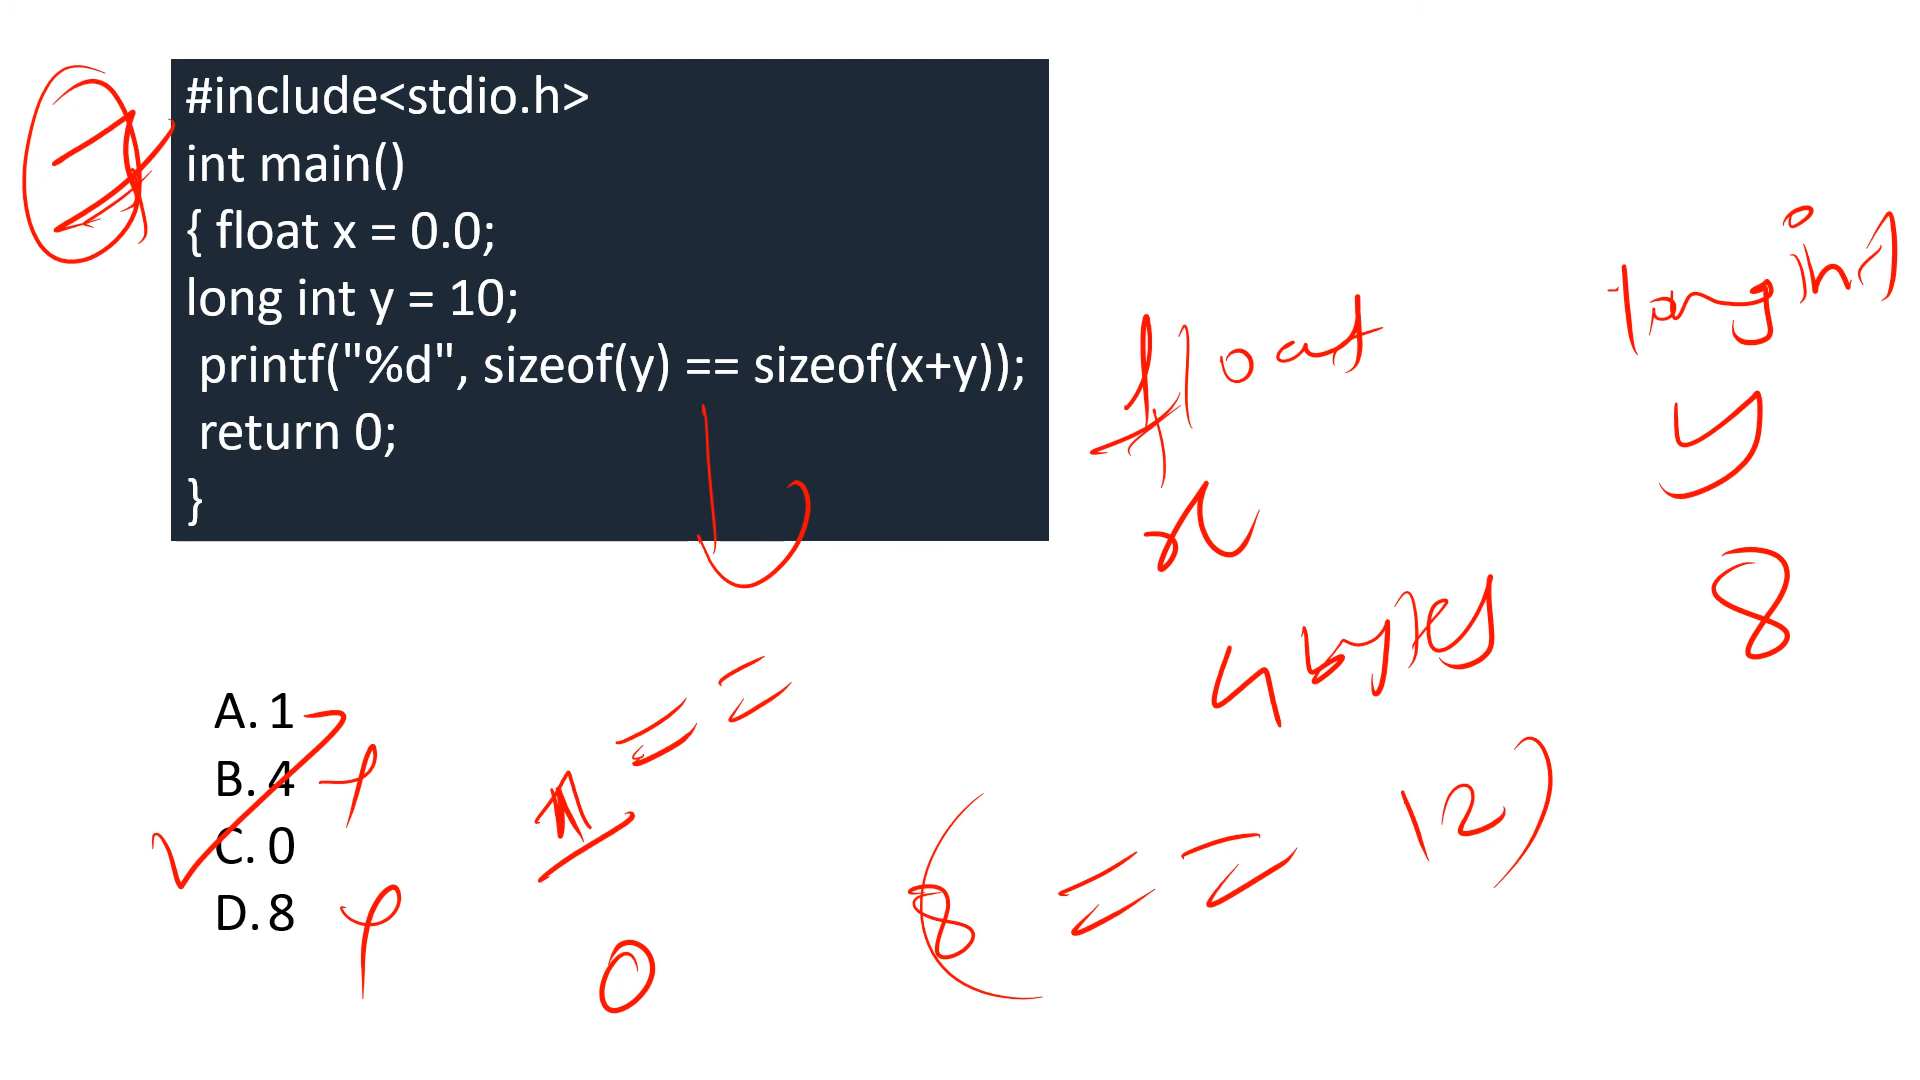 #include<stdio.h>
int main()
{ float x = 0.0;
long int y = 10;
printf("%d", sizeof(y) == sizeof(x+y));
return 0;
}
float
x
4 bytes
long int
y
8
A. 1
B. 4
C. 0
D. 8
==
1
0
(8 == 12)